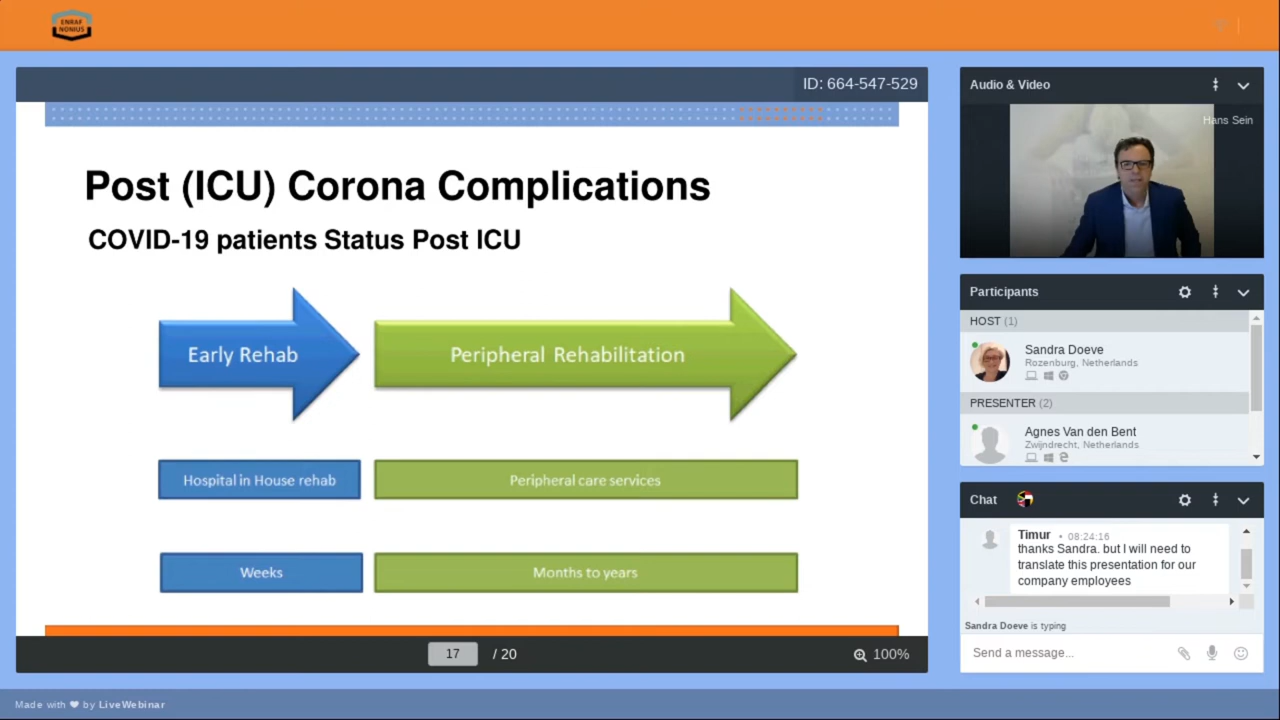 ENRAF
NONIUS
ID: 664-547-529
Post (ICU) Corona Complications
COVID-19 patients Status Post ICU
Early Rehab
Peripheral Rehabilitation
Hospital in House rehab
Peripheral care services
Weeks
Months to years
17 / 20
100%
Audio & Video
Hans Sein
Participants
HOST (1)
Sandra Doeve
Rozenburg, Netherlands
PRESENTER (2)
Agnes Van den Bent
Zwijndrecht, Netherlands
Chat
Timur • 08:24:16
thanks Sandra. but I will need to
translate this presentation for our
company employees
Sandra Doeve is typing
Send a message...
Made with ❤ by LiveWebinar